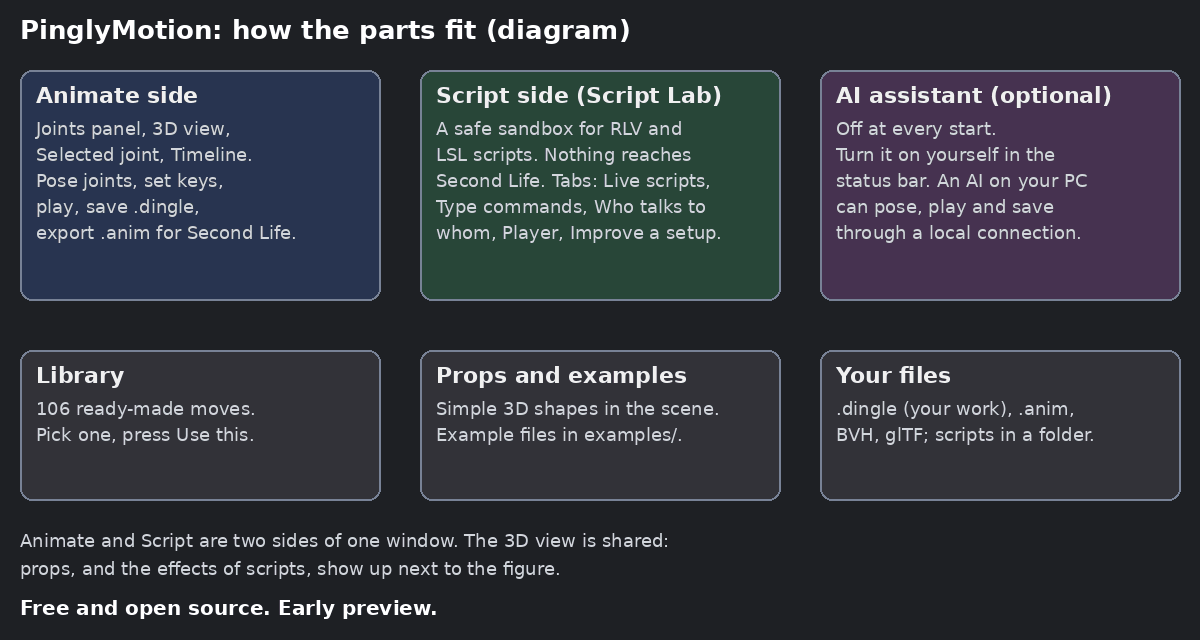 PinglyMotion: how the parts fit (diagram)
Animate side
Joints panel, 3D view,
Selected joint, Timeline.
Pose joints, set keys,
play, save .dingle,
export .anim for Second Life.
Script side (Script Lab)
A safe sandbox for RLV and
LSL scripts. Nothing reaches
Second Life. Tabs: Live scripts,
Type commands, Who talks to
whom, Player, Improve a setup.
AI assistant (optional)
Off at every start.
Turn it on yourself in the
status bar. An AI on your PC
can pose, play and save
through a local connection.
Library
106 ready-made moves.
Pick one, press Use this.
Props and examples
Simple 3D shapes in the scene.
Example files in examples/.
Your files
.dingle (your work), .anim,
BVH, glTF; scripts in a folder.
Animate and Script are two sides of one window. The 3D view is shared:
props, and the effects of scripts, show up next to the figure.
Free and open source. Early preview.